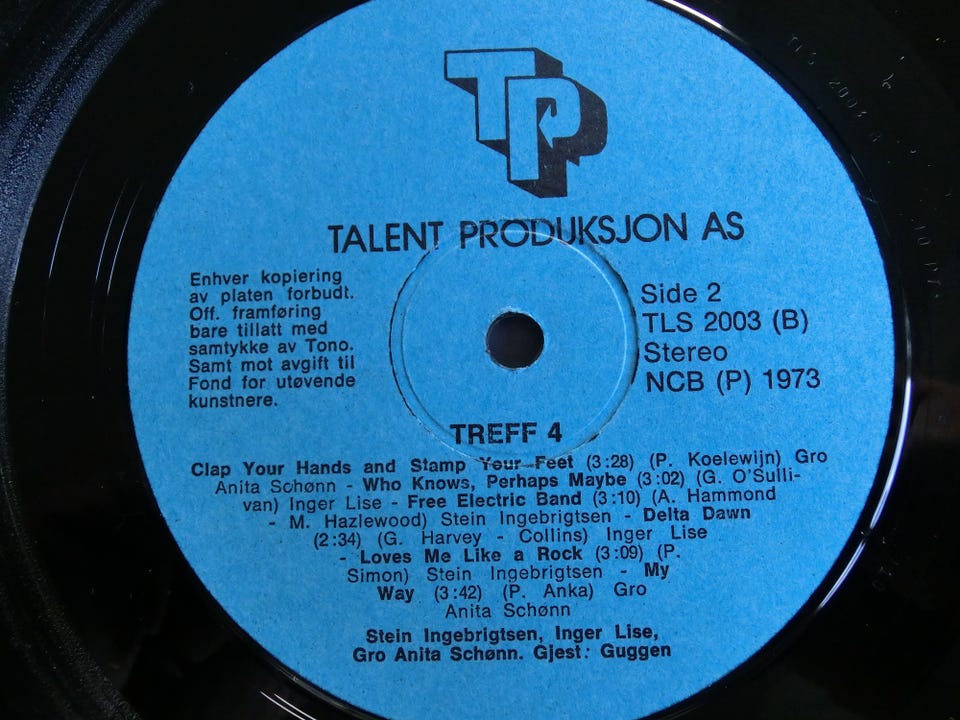 TP
TALENT PRODUKSJON AS
Enhver kopiering
av platen forbudt.
Off. framføring
bare tillatt med
samtykke av Tono.
Samt mot avgift til
Fond for utøvende
kunstnere.
Side 2
TLS 2003 (B)
Stereo
NCB (P) 1973
TREFF 4
Clap Your Hands and Stamp Your Feet (3:28) (P. Koelewijn) Gro
Anita Schønn - Who Knows, Perhaps Maybe (3:02) (G. O'Sulli-
van) Inger Lise - Free Electric Band (3:10) (A. Hammond
- M. Hazlewood) Stein Ingebrigtsen - Delta Dawn
(2:34) (G. Harvey - Collins) Inger Lise
- Loves Me Like a Rock (3:09) (P.
Simon) Stein Ingebrigtsen - My
Way (3:42) (P. Anka) Gro
Anita Schønn
Stein Ingebrigtsen, Inger Lise,
Gro Anita Schønn. Gjest: Guggen